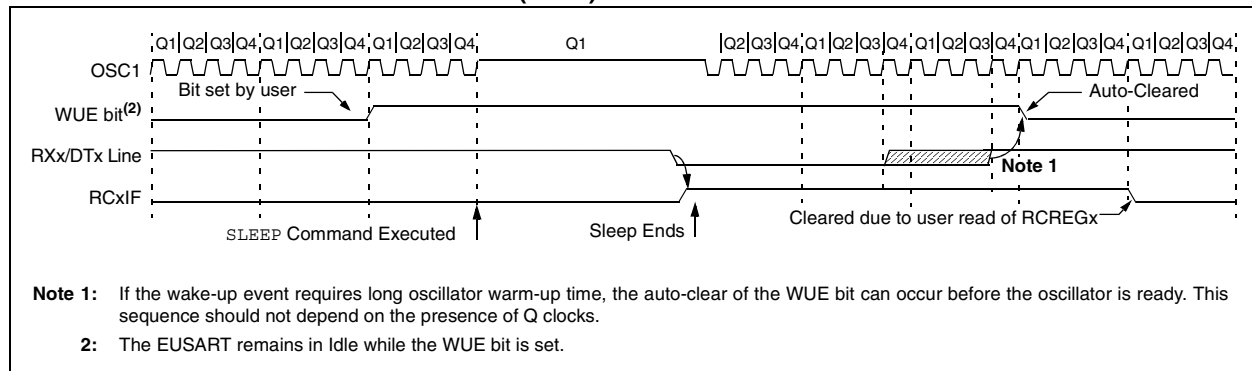 Q1 Q2 Q3 Q4 Q1 Q2 Q3 Q4 Q1 Q2 Q3 Q4 Q1 Q2 Q3 Q4 Q1 Q2 Q3 Q4 Q1 Q2 Q3 Q4 Q1 Q2 Q3 Q4 Q1 Q2 Q3 Q4
OSC1
Bit set by user
Auto-Cleared
WUE bit(2)
RXx/DTx Line
Note 1
RCxIF
Cleared due to user read of RCREGx
SLEEP Command Executed
Sleep Ends
Note 1: If the wake-up event requires long oscillator warm-up time, the auto-clear of the WUE bit can occur before the oscillator is ready. This
sequence should not depend on the presence of Q clocks.
2: The EUSART remains in Idle while the WUE bit is set.